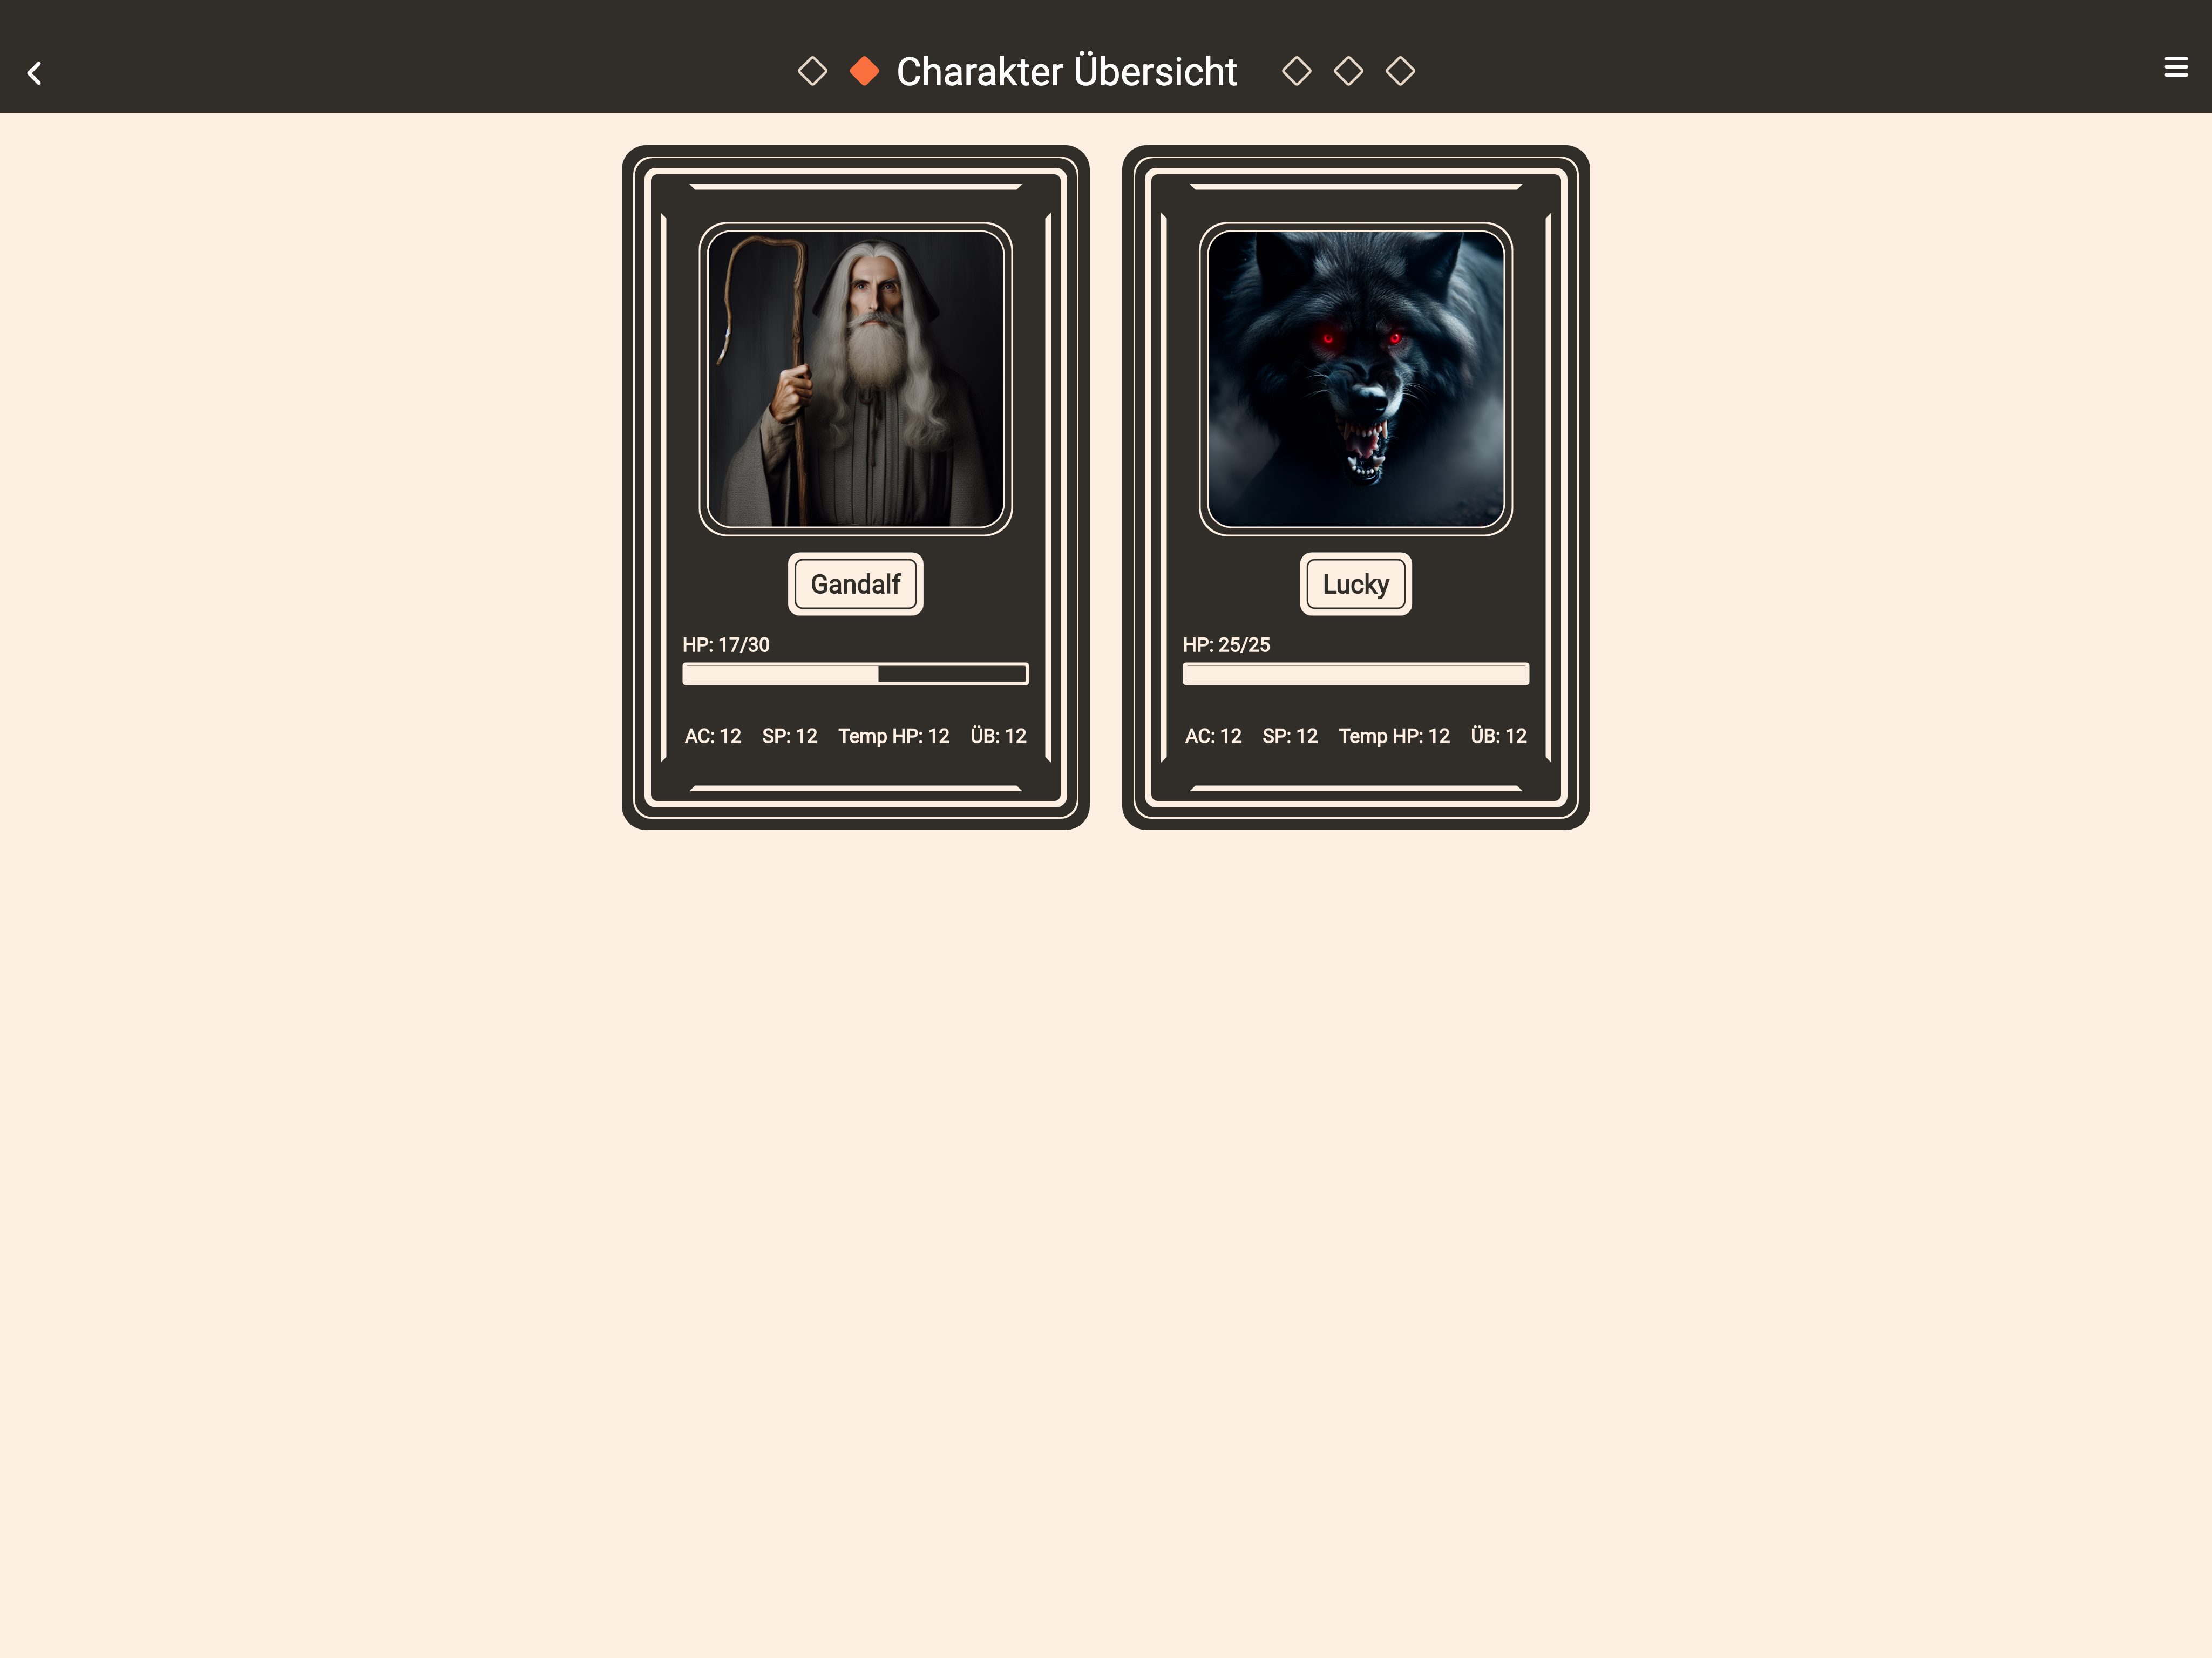 Charakter Übersicht
Gandalf
HP: 17/30
AC: 12 SP: 12 Temp HP: 12 ÜB: 12
Lucky
HP: 25/25
AC: 12 SP: 12 Temp HP: 12 ÜB: 12